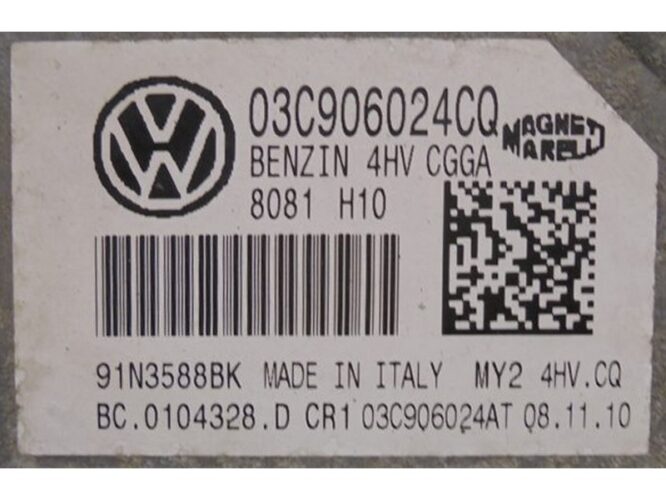 03C906024CQ
MAGNETI MARELLI
BENZIN 4HV CGGA
8081 H10
91N3588BK MADE IN ITALY MY2 4HV.CQ
BC.0104328.D CR1 03C906024AT 08.11.10